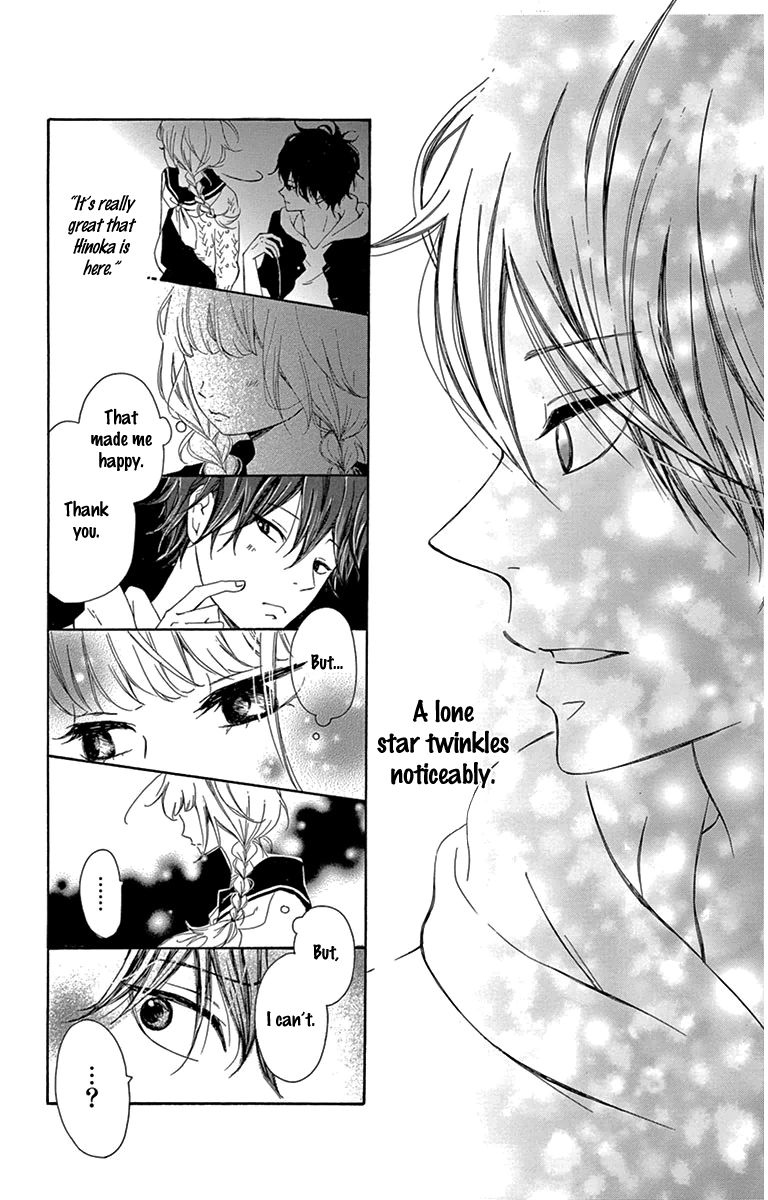 A lone
star twinkles
noticeably.
"It's really
great that
Hinoka is
here."
That
made me
happy.
Thank
you.
But...
......
But,
I can't.
....?